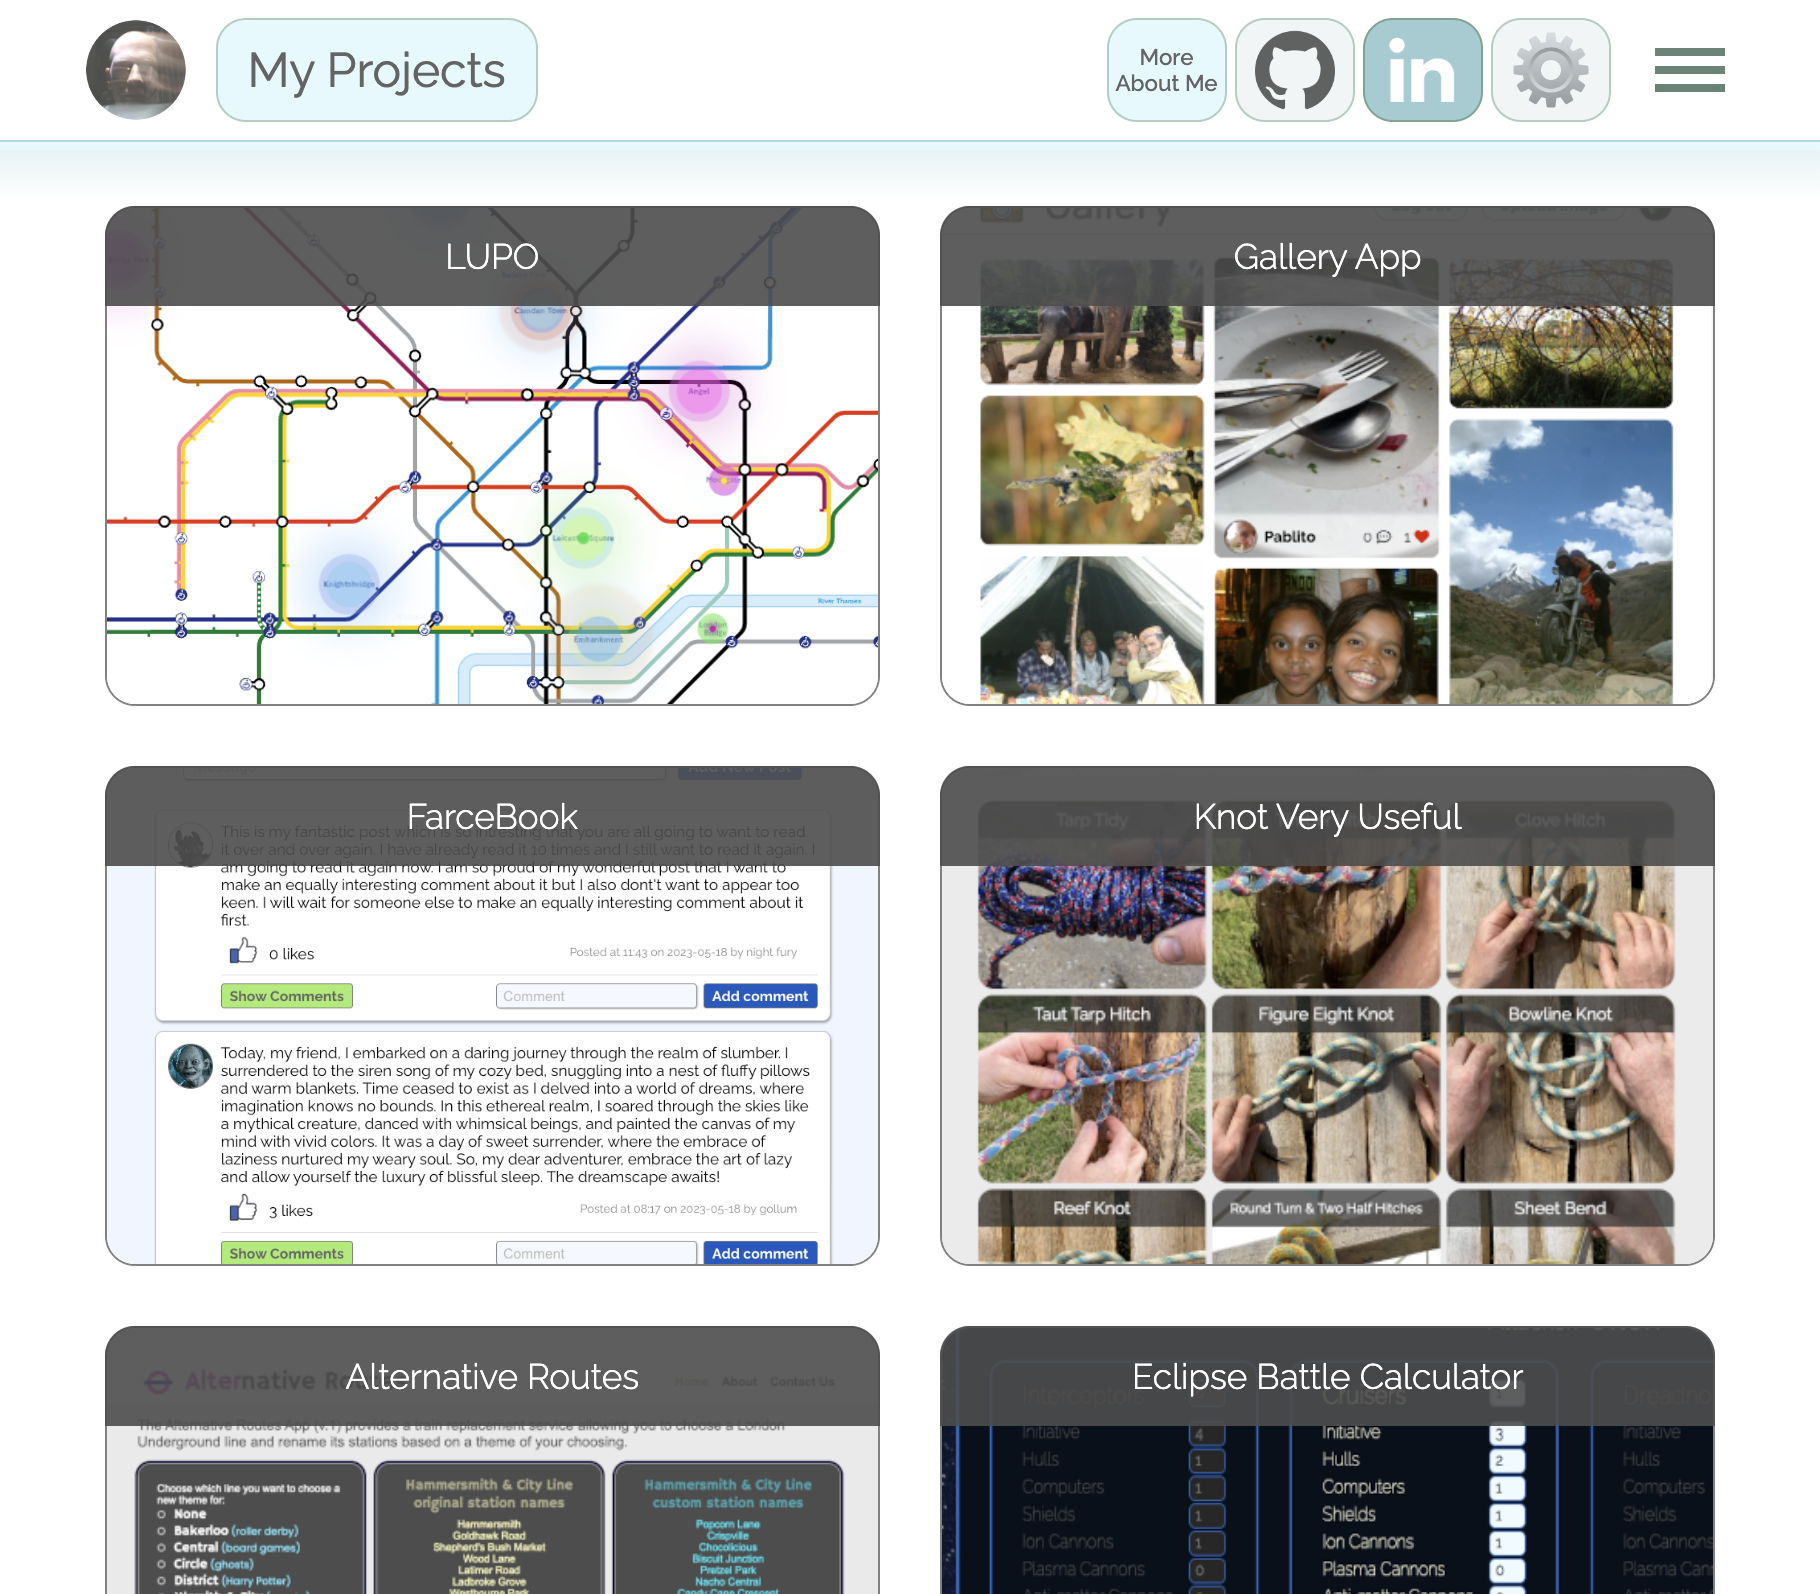 My Projects
More
About Me
in
LUPO
Camden Town
Angel
Leicester Square
Knightsbridge
River Thames
Embankment
London
Bridge
Gallery App
Gallery
Pablito
0
1
FarceBook
Add New Post
This is my fantastic post which is so intresting that you are all going to want to read
it over and over again. I have already read it 10 times and I still want to read it again. I
am going to read it again now. I am so proud of my wonderful post that I want to
make an equally interesting comment about it but I also dont't want to appear too
keen. I will wait for someone else to make an equally interesting comment about it
first.
0 likes
Posted at 11:43 on 2023-05-18 by night fury
Show Comments
Comment
Add comment
Today, my friend, I embarked on a daring journey through the realm of slumber. I
surrendered to the siren song of my cozy bed, snuggling into a nest of fluffy pillows
and warm blankets. Time ceased to exist as I delved into a world of dreams, where
imagination knows no bounds. In this ethereal realm, I soared through the skies like
a mythical creature, danced with whimsical beings, and painted the canvas of my
mind with vivid colors. It was a day of sweet surrender, where the embrace of
laziness nurtured my weary soul. So, my dear adventurer, embrace the art of lazy
and allow yourself the luxury of blissful sleep. The dreamscape awaits!
3 likes
Posted at 08:17 on 2023-05-18 by gollum
Show Comments
Comment
Add comment
Knot Very Useful
Tarp Tidy
Clove Hitch
Taut Tarp Hitch
Figure Eight Knot
Bowline Knot
Reef Knot
Round Turn & Two Half Hitches
Sheet Bend
Alternative Routes
Alternative Ro
Home About Contact Us
The Alternative Routes App (v.1) provides a train replacement service allowing you to choose a London
Underground line and rename its stations based on a theme of your choosing.
Choose which line you want to choose a
new theme for:
None
Bakerloo (roller derby)
Central (board games)
Circle (ghosts)
District (Harry Potter)
Hammersmith & City Line
original station names
Hammersmith
Goldhawk Road
Shepherd's Bush Market
Wood Lane
Latimer Road
Ladbroke Grove
Westbourne Park
Hammersmith & City Line
custom station names
Popcorn Lane
Crispville
Chocolicious
Biscuit Junction
Pretzel Park
Nacho Central
Candy Cane Crescent
Eclipse Battle Calculator
Interceptors
Initiative 4
Hulls 1
Computers 1
Shields 1
Ion Cannons 1
Plasma Cannons 0
Cruisers
Initiative 3
Hulls 2
Computers 1
Shields 1
Ion Cannons 1
Plasma Cannons 0
Anti-matter Cannons
Initiative
Hulls
Computers
Shields
Ion Cannon
Plasma Can